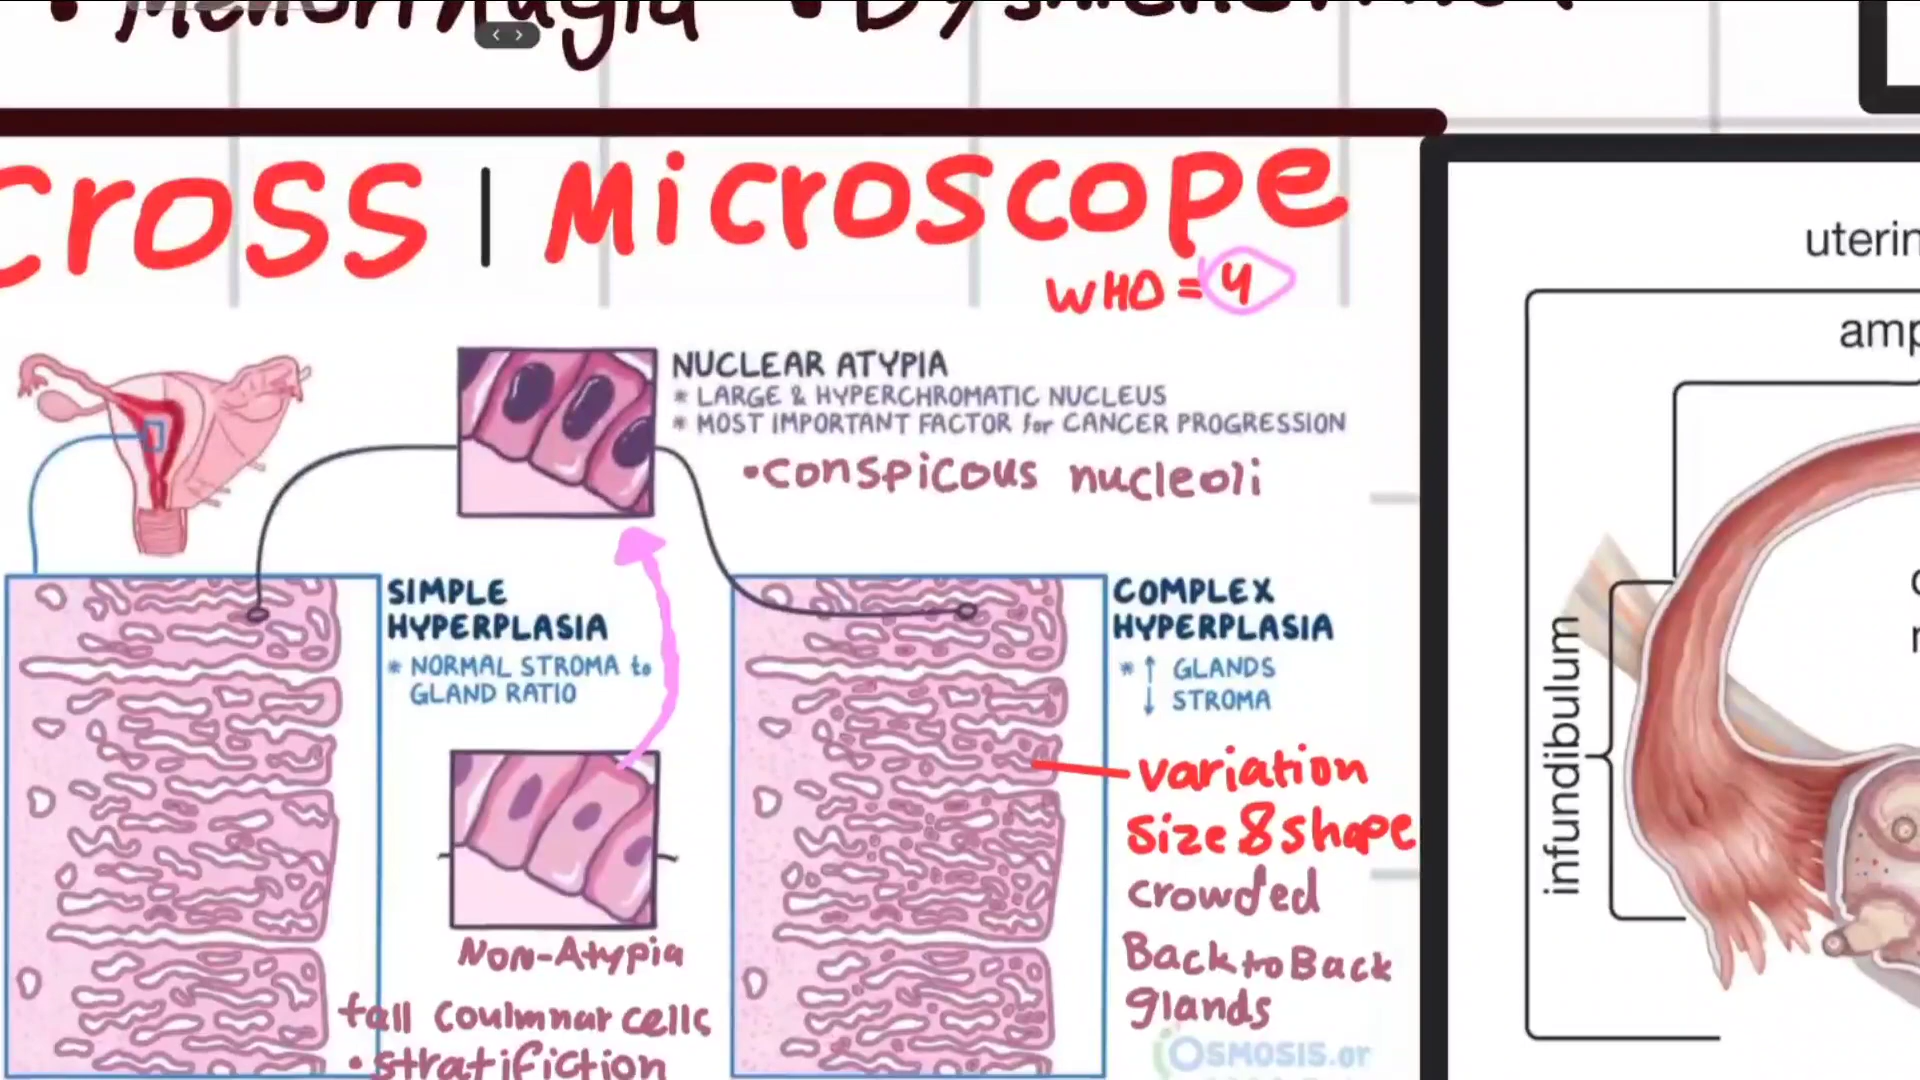 • Menorrhagia
cross | Microscope
WHO = 4
uterin
amp
NUCLEAR ATYPIA
* LARGE & HYPERCHROMATIC NUCLEUS
* MOST IMPORTANT FACTOR for CANCER PROGRESSION
• conspicous nucleoli
SIMPLE
HYPERPLASIA
* NORMAL STROMA to
GLAND RATIO
COMPLEX
HYPERPLASIA
* ↑ GLANDS
↓ STROMA
variation
size & shape
crowded
Back to Back
glands
Non-Atypia
tall coulmnar cells
• stratifiction
infundibulum
OSMOSIS.or